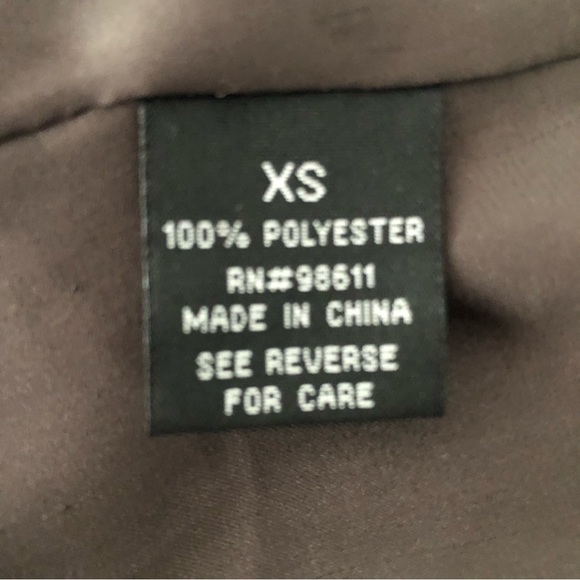 XS
100% POLYESTER
RN#98611
MADE IN CHINA
SEE REVERSE
FOR CARE